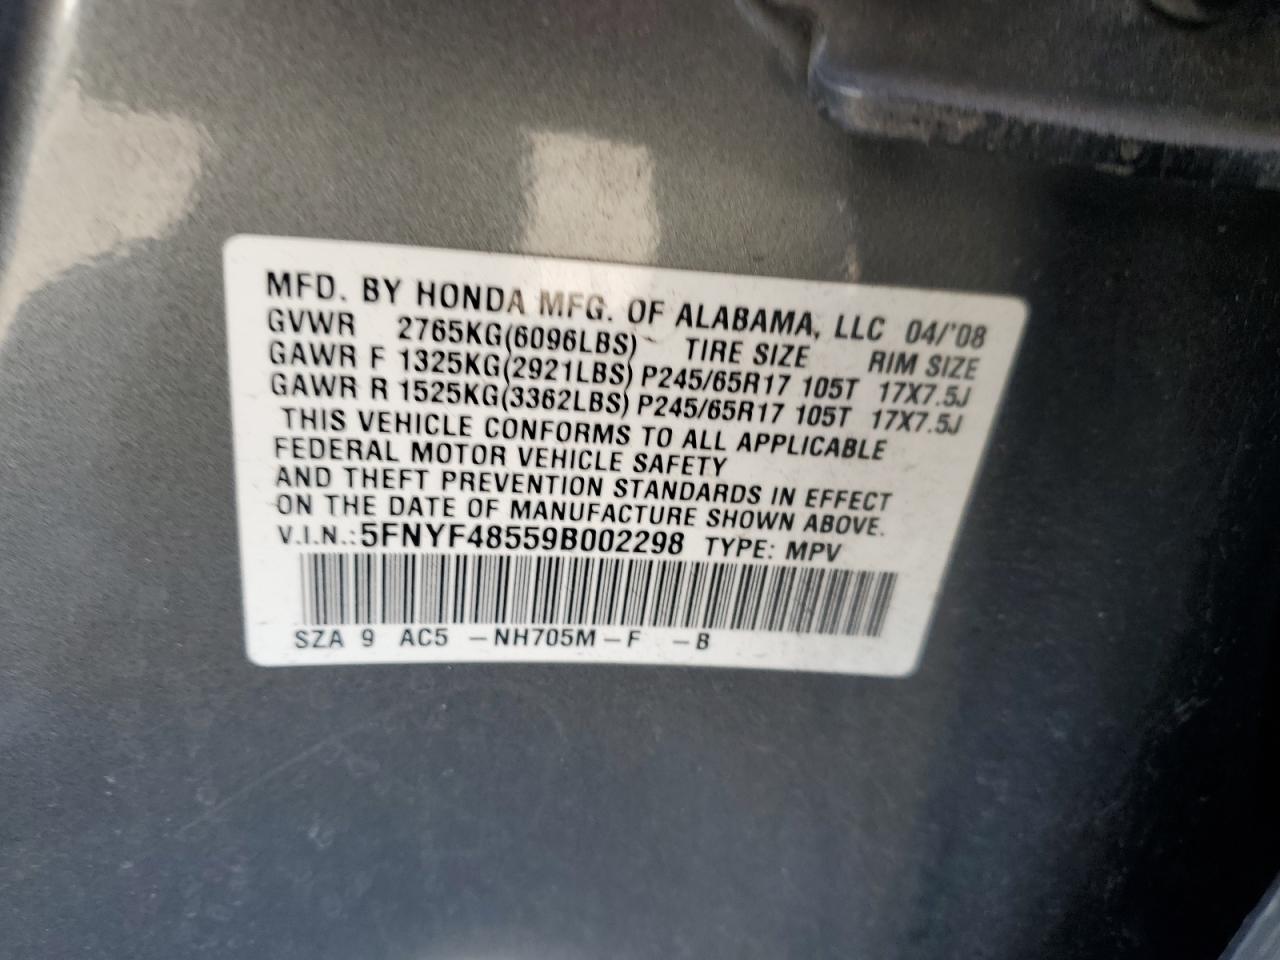 MFD. BY HONDA MFG. OF ALABAMA, LLC 04/'08
GVWR 2765KG(6096LBS) TIRE SIZE RIM SIZE
GAWR F 1325KG(2921LBS) P245/65R17 105T 17X7.5J
GAWR R 1525KG(3362LBS) P245/65R17 105T 17X7.5J
THIS VEHICLE CONFORMS TO ALL APPLICABLE
FEDERAL MOTOR VEHICLE SAFETY
AND THEFT PREVENTION STANDARDS IN EFFECT
ON THE DATE OF MANUFACTURE SHOWN ABOVE.
V.I.N.:5FNYF48559B002298 TYPE: MPV
SZA 9 AC5 -NH705M-F -B